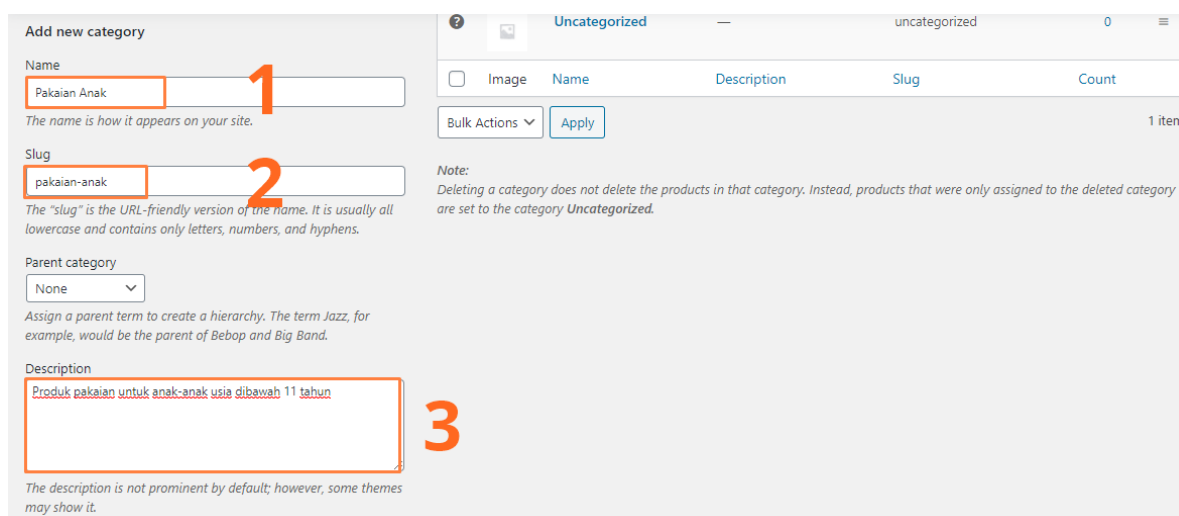 Add new category
Name
Pakaian Anak
1
The name is how it appears on your site.
Slug
pakaian-anak
2
The “slug” is the URL-friendly version of the name. It is usually all
lowercase and contains only letters, numbers, and hyphens.
Parent category
None
Assign a parent term to create a hierarchy. The term Jazz, for
example, would be the parent of Bebop and Big Band.
Description
Produk pakaian untuk anak-anak usia dibawah 11 tahun
3
The description is not prominent by default; however, some themes
may show it.
? Uncategorized — uncategorized 0
Image Name Description Slug Count
Bulk Actions Apply 1 item
Note:
Deleting a category does not delete the products in that category. Instead, products that were only assigned to the deleted category
are set to the category Uncategorized.